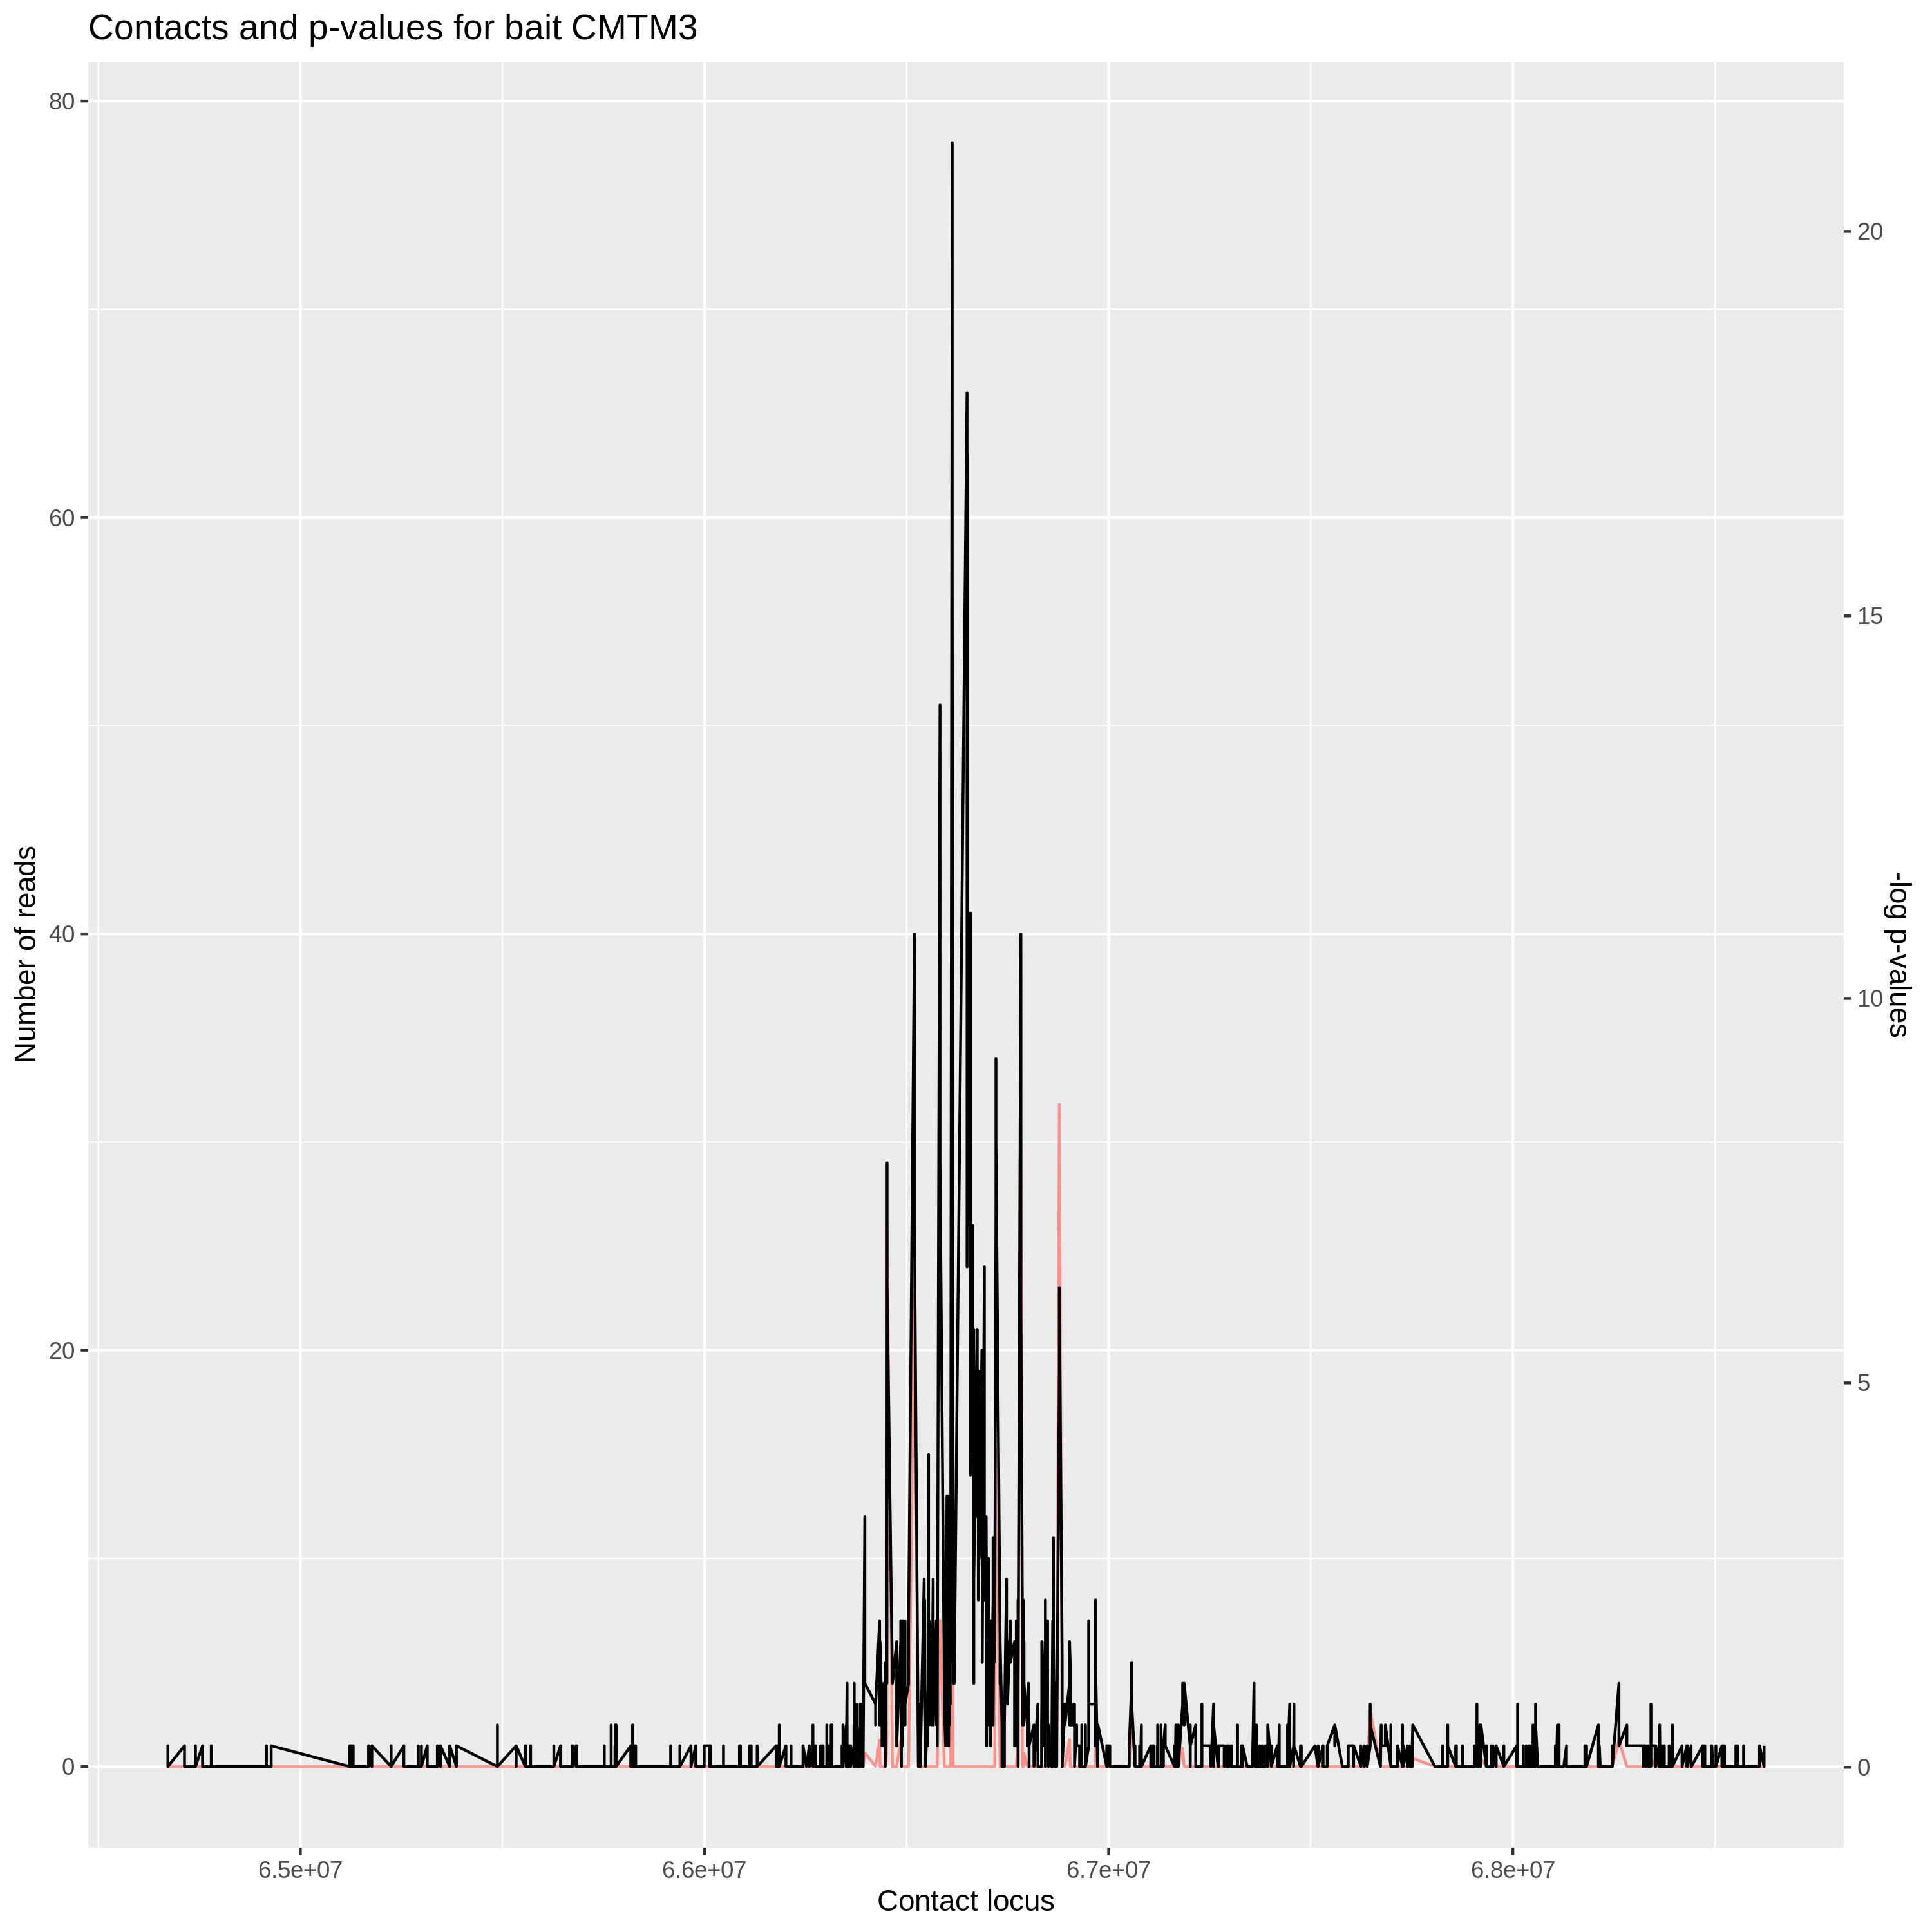 Contacts and p-values for bait CMTM3
80
60
40
20
0
20
15
10
5
0
Number of reads
-log p-values
6.5e+07 6.6e+07 6.7e+07 6.8e+07
Contact locus